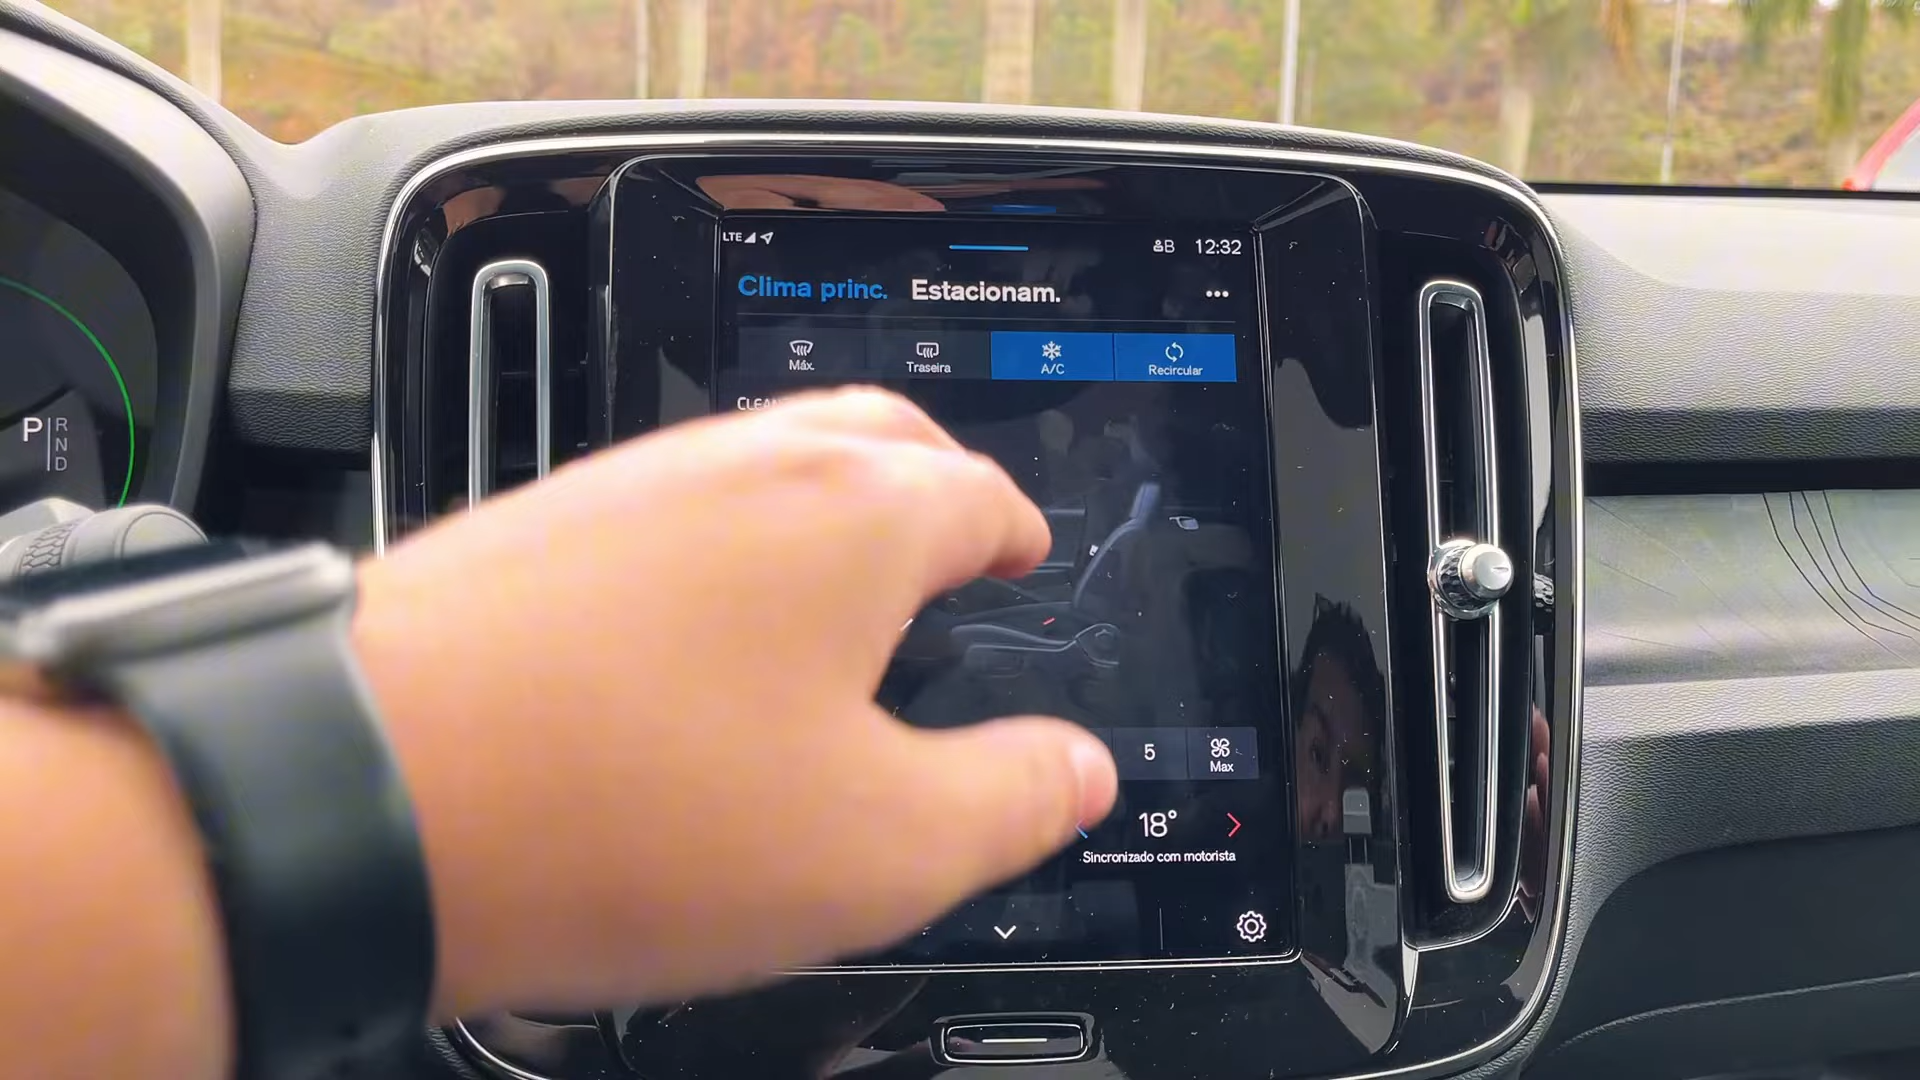 LTE
B 12:32
Clima princ. Estacionam.
Máx.
Traseira
A/C
Recircular
P R
N
D
5
Max
18°
Sincronizado com motorista